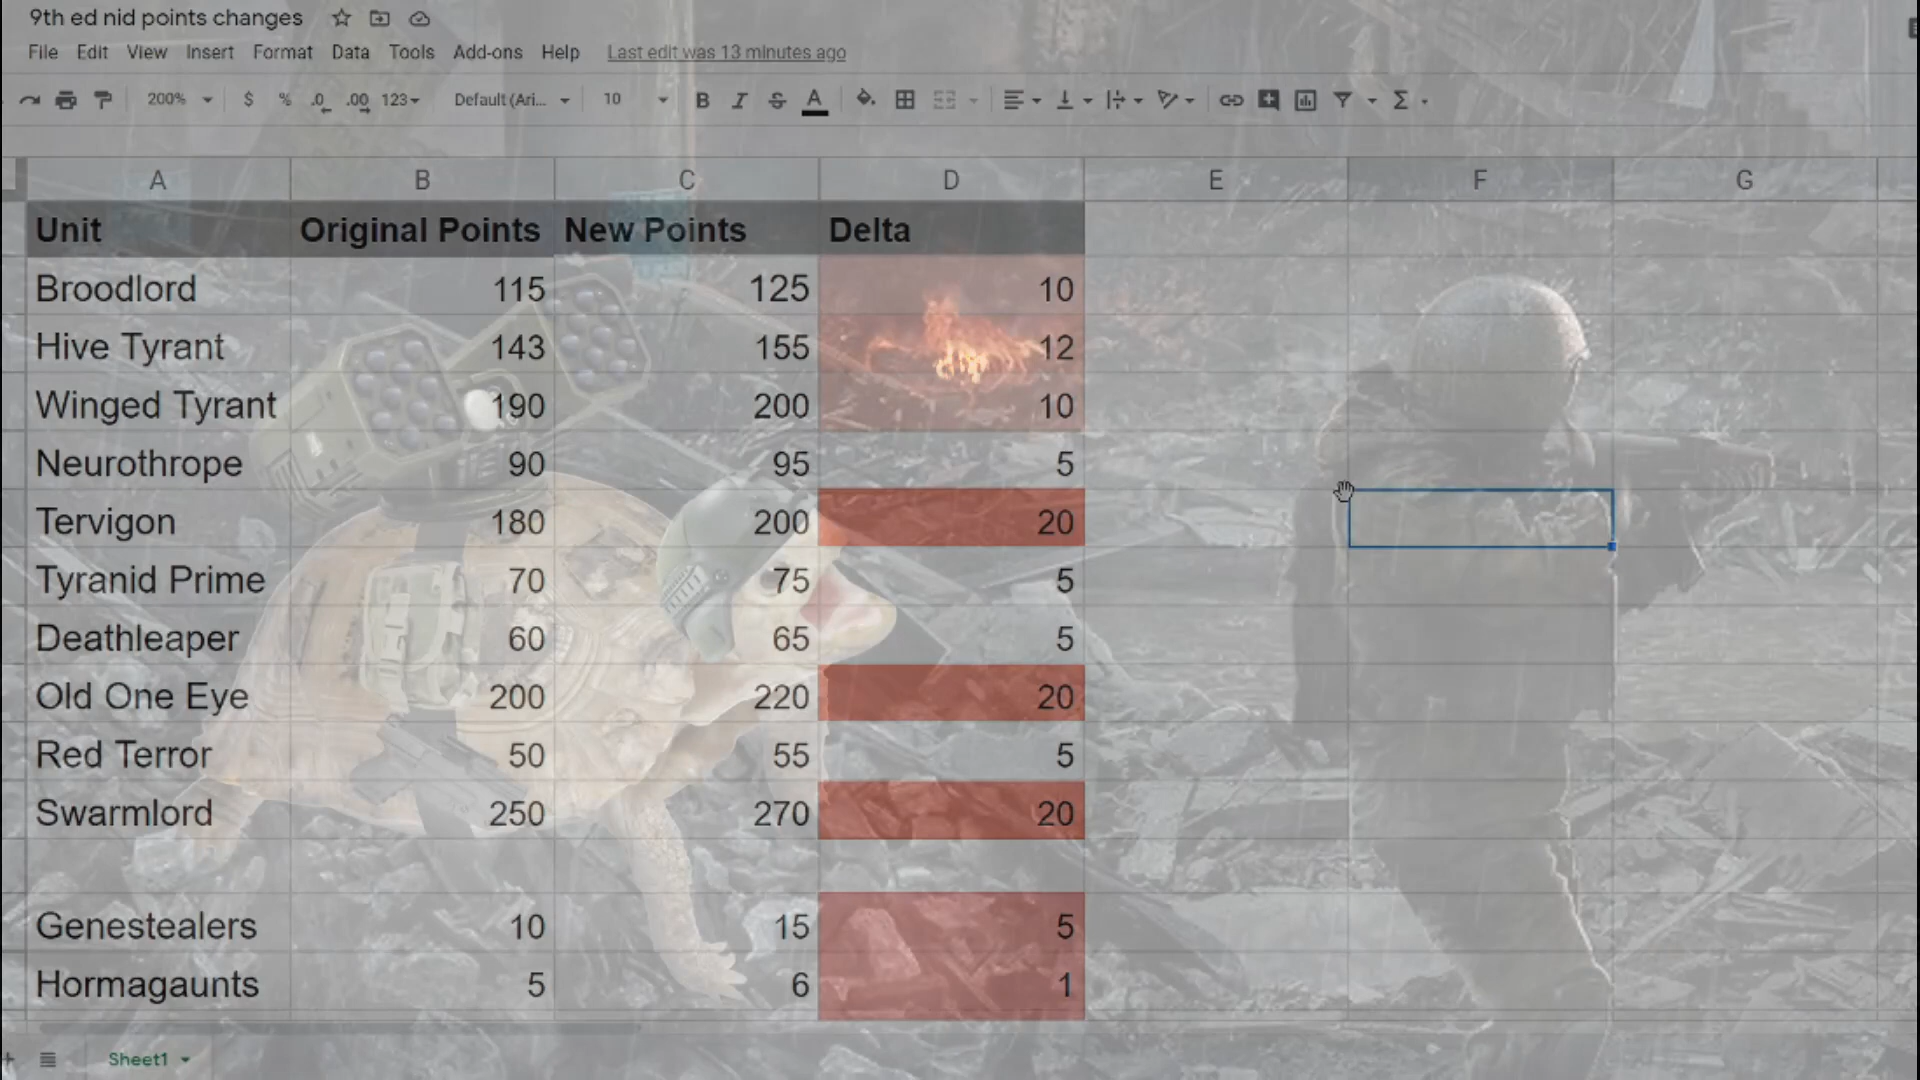 9th ed nid points changes
File Edit View Insert Format Data Tools Add-ons Help Last edit was 13 minutes ago
200% $ % .0 .00 123 Default (Ari... 10 B I S A Σ
A B C D E F G
Unit Original Points New Points Delta
Broodlord 115 125 10
Hive Tyrant 143 155 12
Winged Tyrant 190 200 10
Neurothrope 90 95 5
Tervigon 180 200 20
Tyranid Prime 70 75 5
Deathleaper 60 65 5
Old One Eye 200 220 20
Red Terror 50 55 5
Swarmlord 250 270 20
Genestealers 10 15 5
Hormagaunts 5 6 1
Sheet1